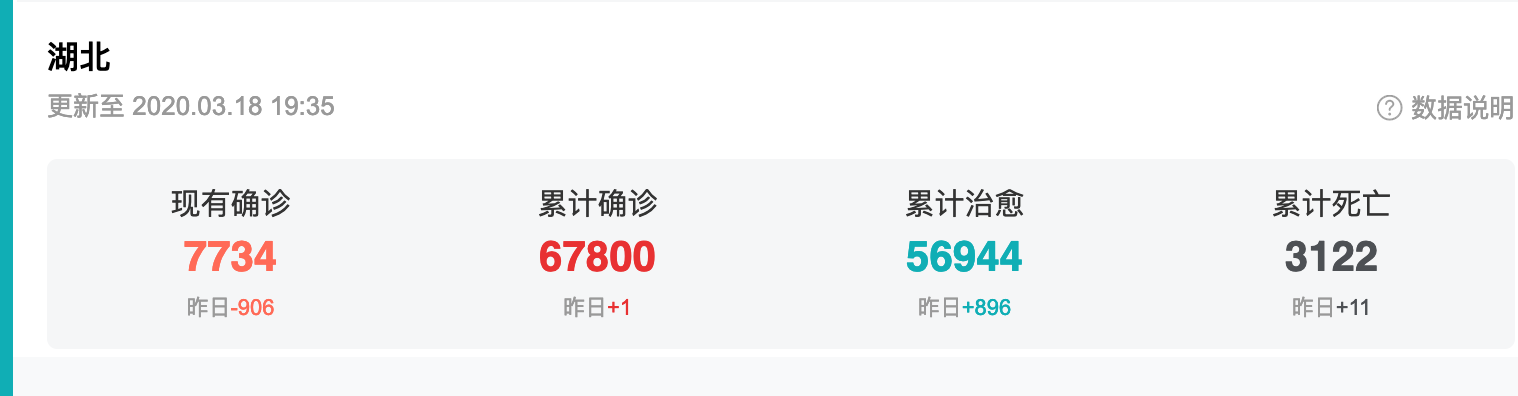 湖北
更新至 2020.03.18 19:35
? 数据说明
现有确诊 累计确诊 累计治愈 累计死亡
7734 67800 56944 3122
昨日-906 昨日+1 昨日+896 昨日+11